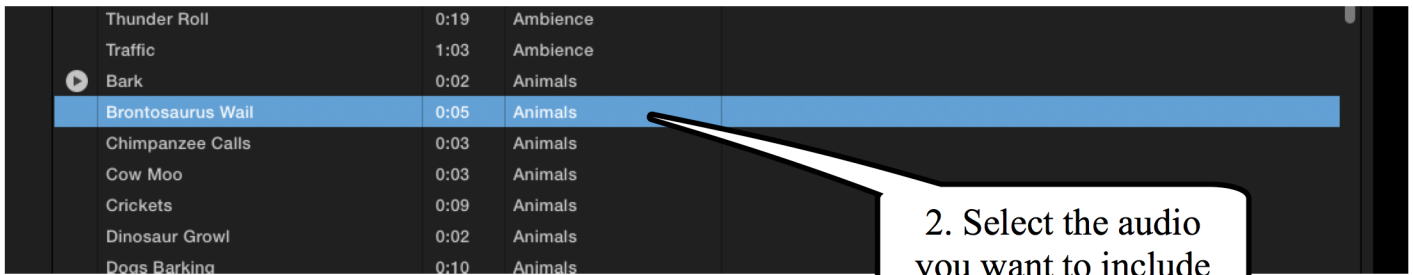 Thunder Roll 0:19 Ambience
Traffic 1:03 Ambience
Bark 0:02 Animals
Brontosaurus Wail 0:05 Animals
Chimpanzee Calls 0:03 Animals
Cow Moo 0:03 Animals
Crickets 0:09 Animals
Dinosaur Growl 0:02 Animals
Dogs Barking 0:10 Animals
2. Select the audio
you want to include